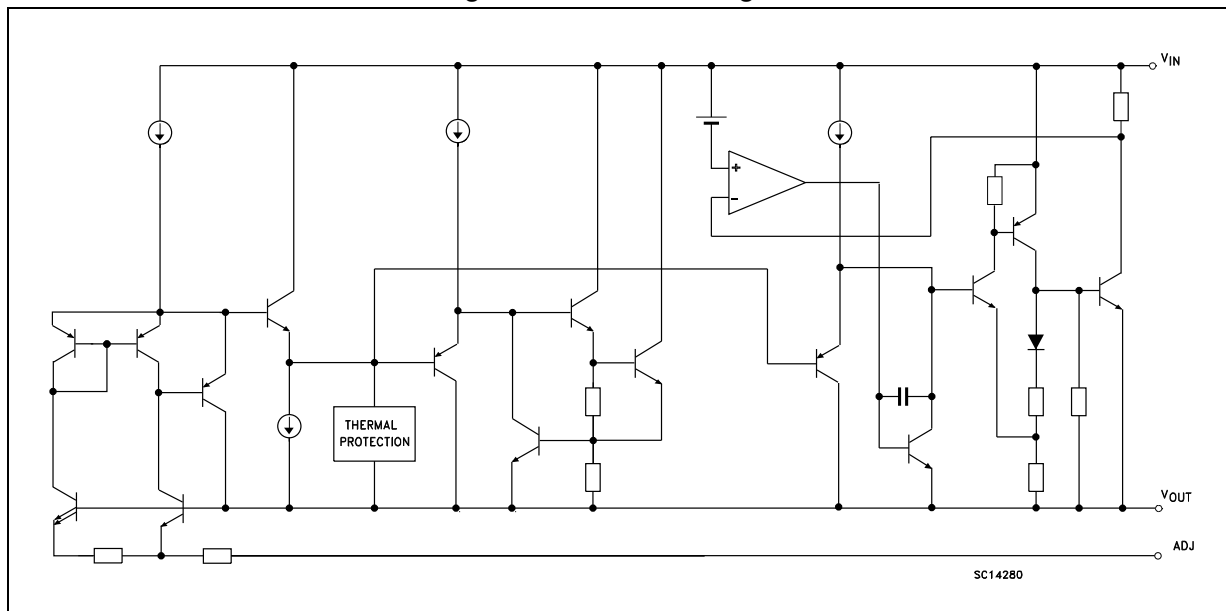 VIN
+
−
THERMAL
PROTECTION
VOUT
ADJ
SC14280